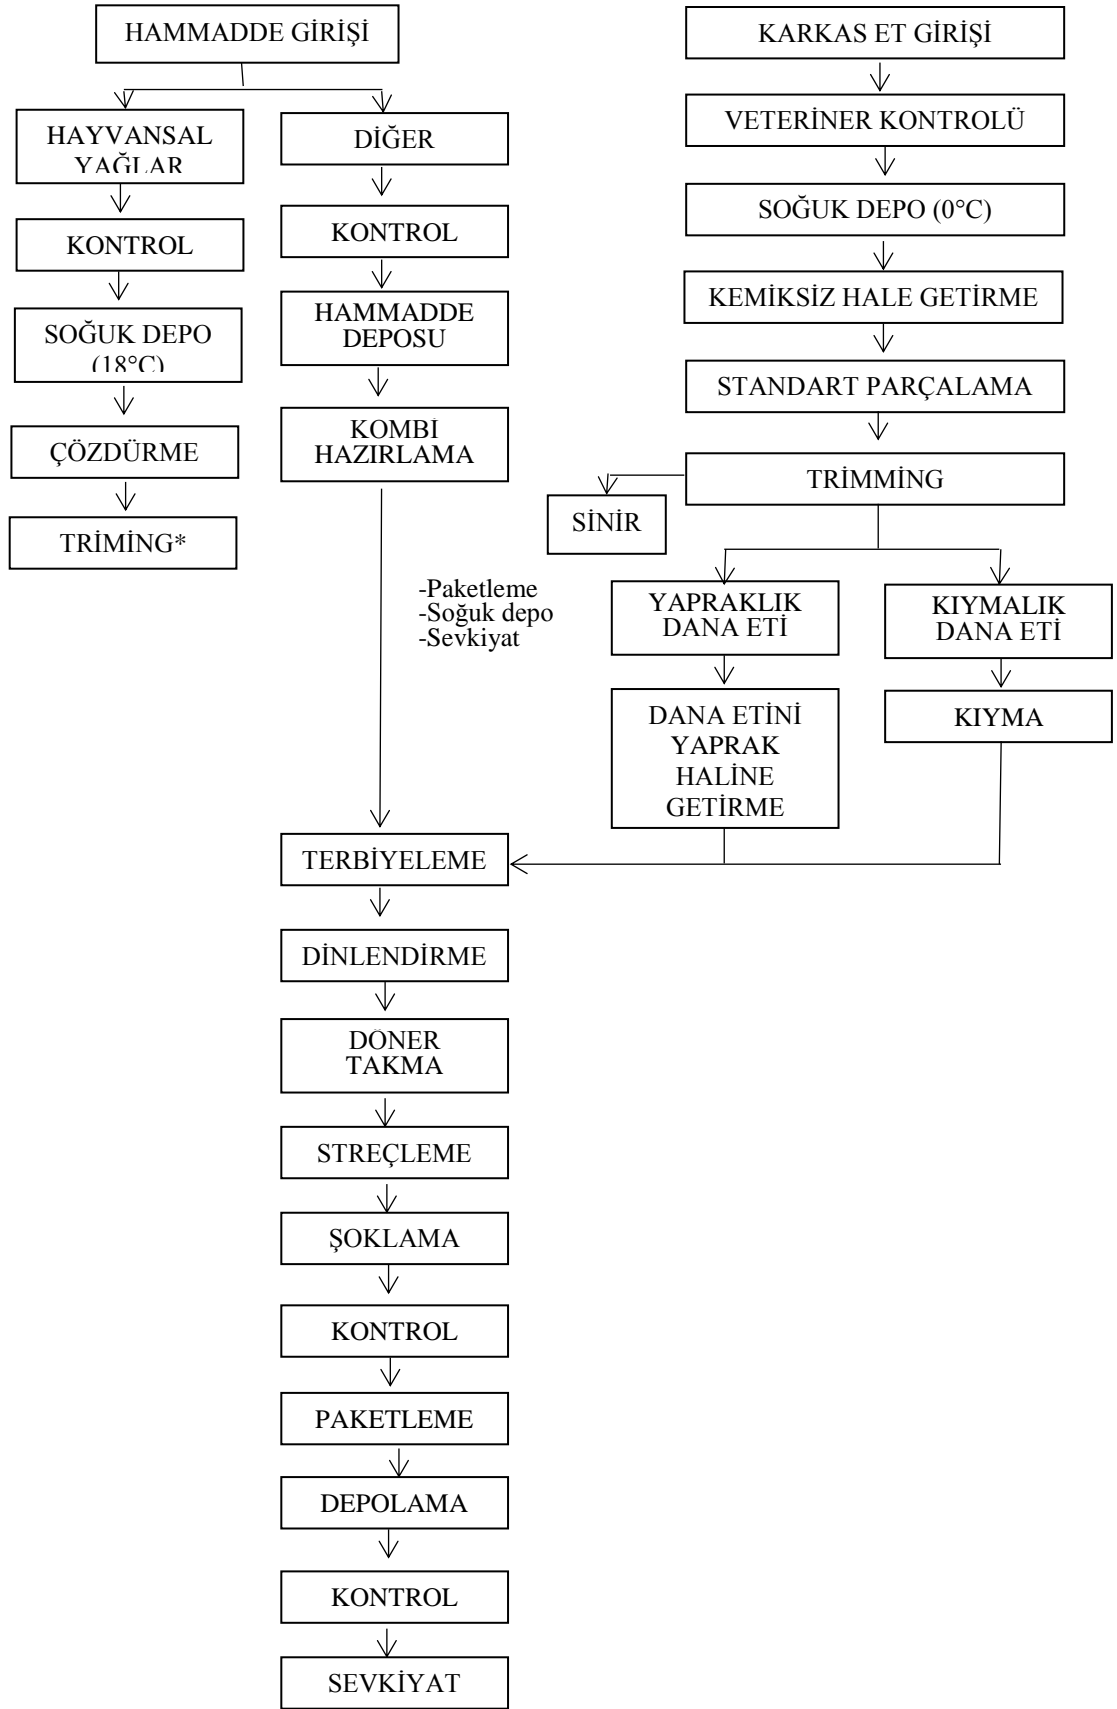 HAMMADDE GİRİŞİ
HAYVANSAL
YAĞLAR
KONTROL
SOĞUK DEPO
(18°C)
ÇÖZDÜRME
TRİMİNG*
DİĞER
KONTROL
HAMMADDE
DEPOSU
KOMBİ
HAZIRLAMA
KARKAS ET GİRİŞİ
VETERİNER KONTROLÜ
SOĞUK DEPO (0°C)
KEMİKSİZ HALE GETİRME
STANDART PARÇALAMA
TRIMMİNG
SİNİR
-Paketleme
-Soğuk depo
-Sevkiyat
YAPRAKLIK
DANA ETİ
DANA ETİNİ
YAPRAK
HALİNE
GETİRME
KIYMALIK
DANA ETİ
KIYMA
TERBİYELEME
DİNLENDİRME
DÖNER
TAKMA
STREÇLEME
ŞOKLAMA
KONTROL
PAKETLEME
DEPOLAMA
KONTROL
SEVKİYAT